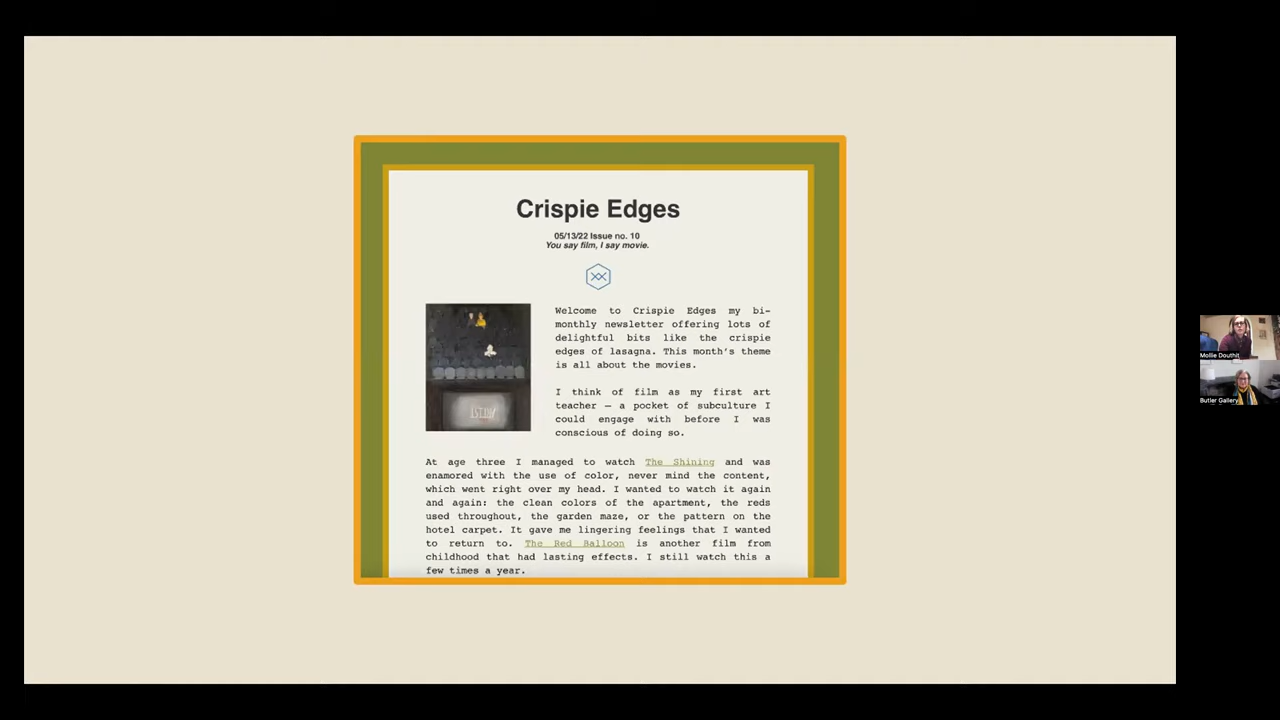 Crispie Edges
05/13/22 Issue no. 10
You say film, I say movie.
Welcome to Crispie Edges my bi-
monthly newsletter offering lots of
delightful bits like the crispie
edges of lasagna. This month's theme
is all about the movies.
I think of film as my first art
teacher — a pocket of subculture I
could engage with before I was
conscious of doing so.
At age three I managed to watch The Shining and was
enamored with the use of color, never mind the content,
which went right over my head. I wanted to watch it again
and again: the clean colors of the apartment, the reds
used throughout, the garden maze, or the pattern on the
hotel carpet. It gave me lingering feelings that I wanted
to return to. The Red Balloon is another film from
childhood that had lasting effects. I still watch this a
few times a year.
Mollie Douthit
Butler Gallery